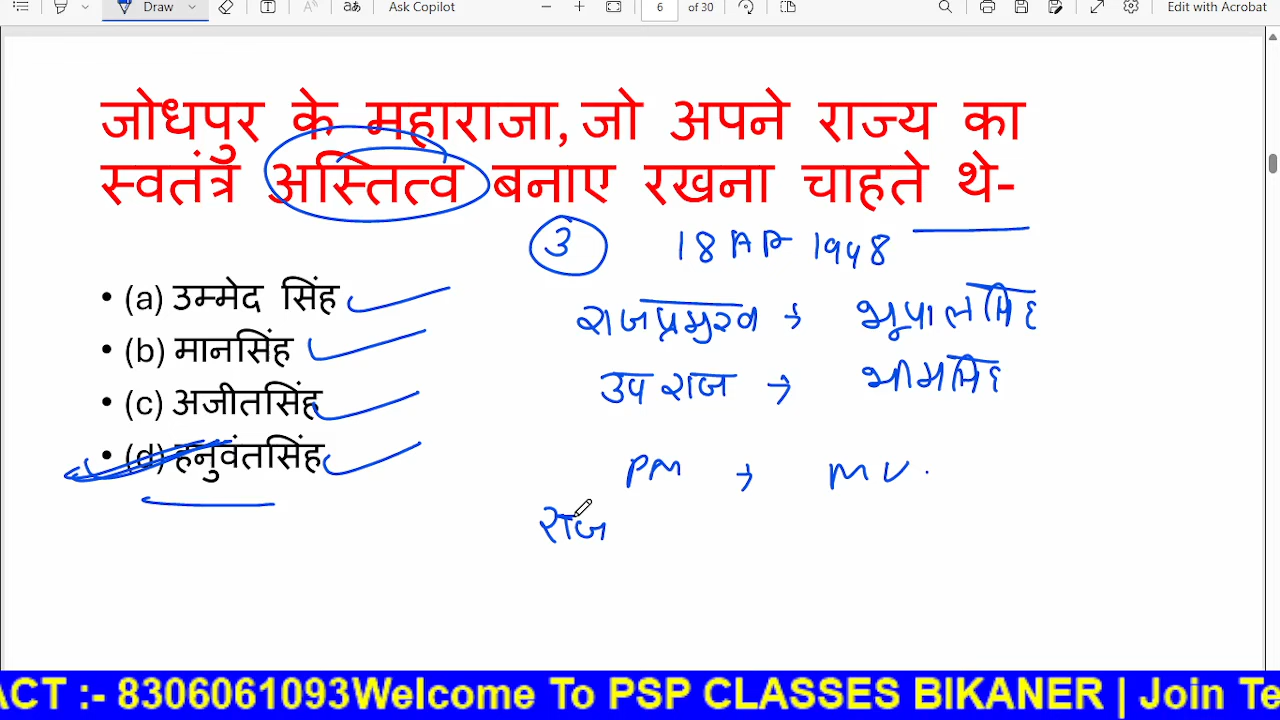 Draw
Ask Copilot
6 of 30
Edit with Acrobat
जोधपुर के महाराजा, जो अपने राज्य का
स्वतंत्र अस्तित्व बनाए रखना चाहते थे-
3 18 AP 1948
• (a) उम्मेद सिंह
राजप्रमुख → भूपालसिंह
• (b) मानसिंह
उपराज → भीमसिंह
• (c) अजीतसिंह
• (d) हनुवंतसिंह
PM → M V.
राज
ACT :- 8306061093Welcome To PSP CLASSES BIKANER | Join Te